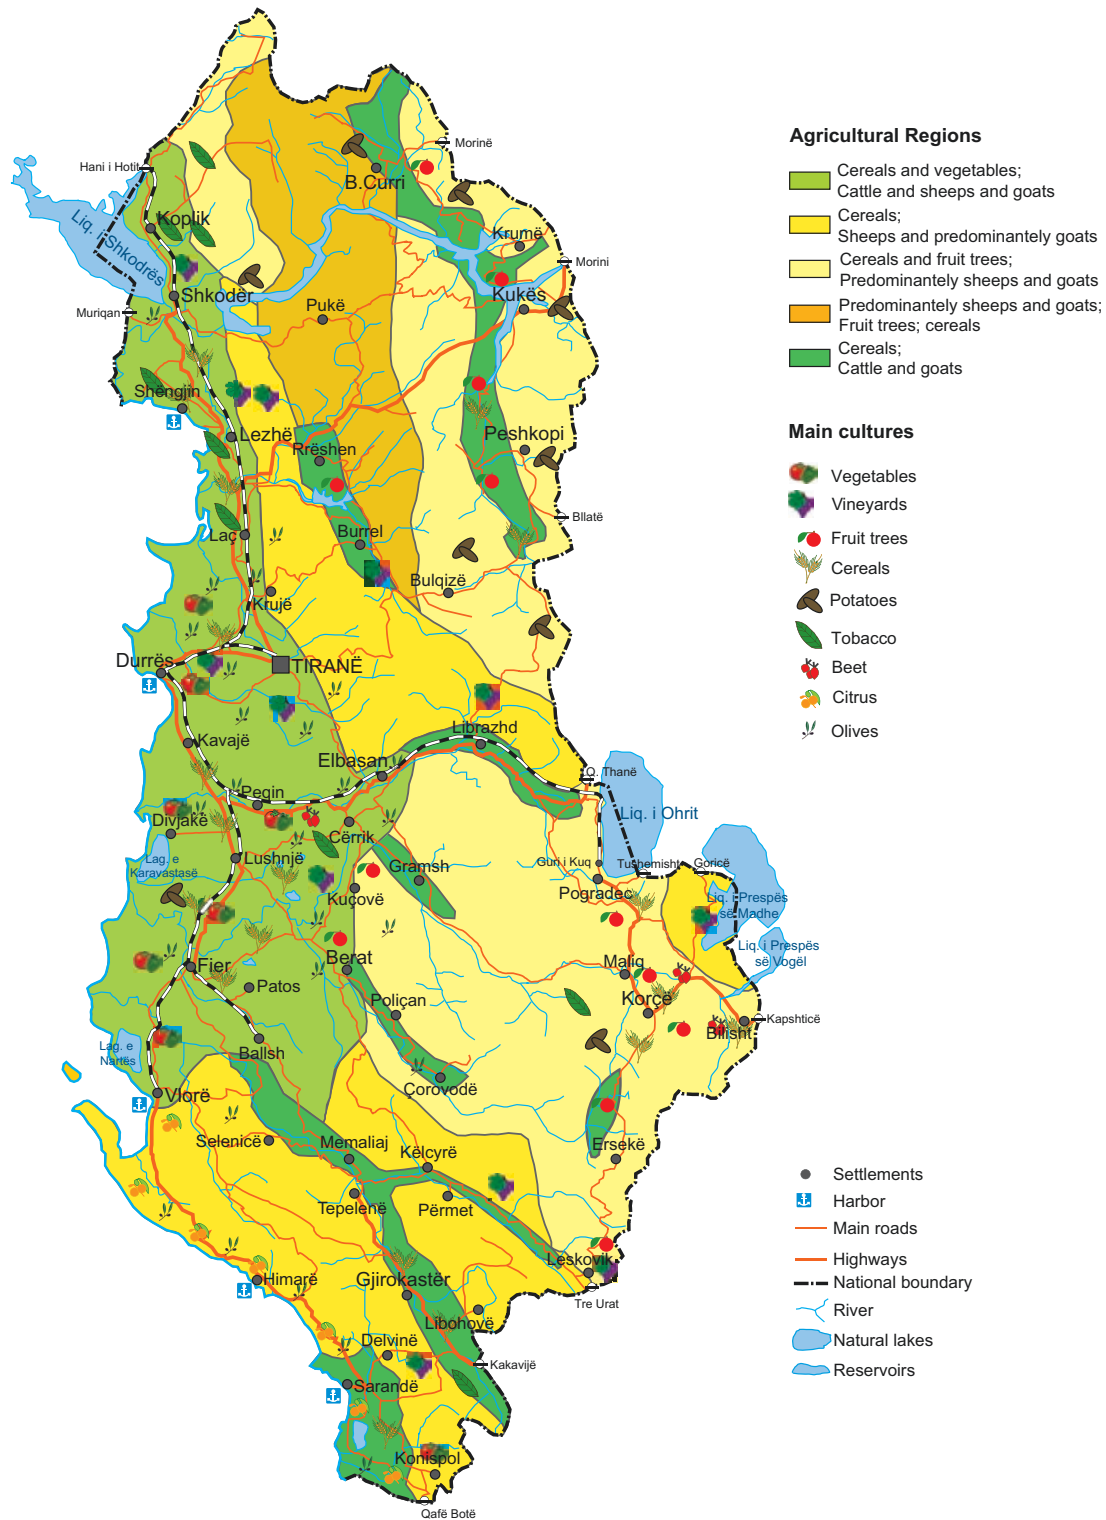 Hani i Hotit
Morinë
B.Curri
Koplik
Liq. i Shkodrës
Krumë
Morini
Shkodër
Kukës
Muriqan
Pukë
Shëngjin
Lezhë
Rrëshen
Peshkopi
Laç
Burrel
Bllatë
Krujë
Bulqizë
Durrës
TIRANË
Kavajë
Librazhd
Elbasan
Q. Thanë
Peqin
Divjakë
Cërrik
Liq. i Ohrit
Lushnjë
Lag. e
Karavastasë
Gramsh
Guri i Kuq
Tushemisht
Goricë
Kuçovë
Pogradec
Liq. i Prespës
së Madhe
Liq. i Prespës
së Vogël
Fier
Berat
Maliq
Patos
Poliçan
Korçë
Kapshticë
Bilisht
Lag. e
Nartës
Ballsh
Çorovodë
Vlorë
Selenicë
Memaliaj
Këlcyrë
Ersekë
Tepelenë
Përmet
Leskovik
Himarë
Gjirokastër
Tre Urat
Libohovë
Delvinë
Kakavijë
Sarandë
Konispol
Qafë Botë
Agricultural Regions
Cereals and vegetables;
Cattle and sheeps and goats
Cereals;
Sheeps and predominantely goats
Cereals and fruit trees;
Predominantely sheeps and goats
Predominantely sheeps and goats;
Fruit trees; cereals
Cereals;
Cattle and goats
Main cultures
Vegetables
Vineyards
Fruit trees
Cereals
Potatoes
Tobacco
Beet
Citrus
Olives
Settlements
Harbor
Main roads
Highways
National boundary
River
Natural lakes
Reservoirs